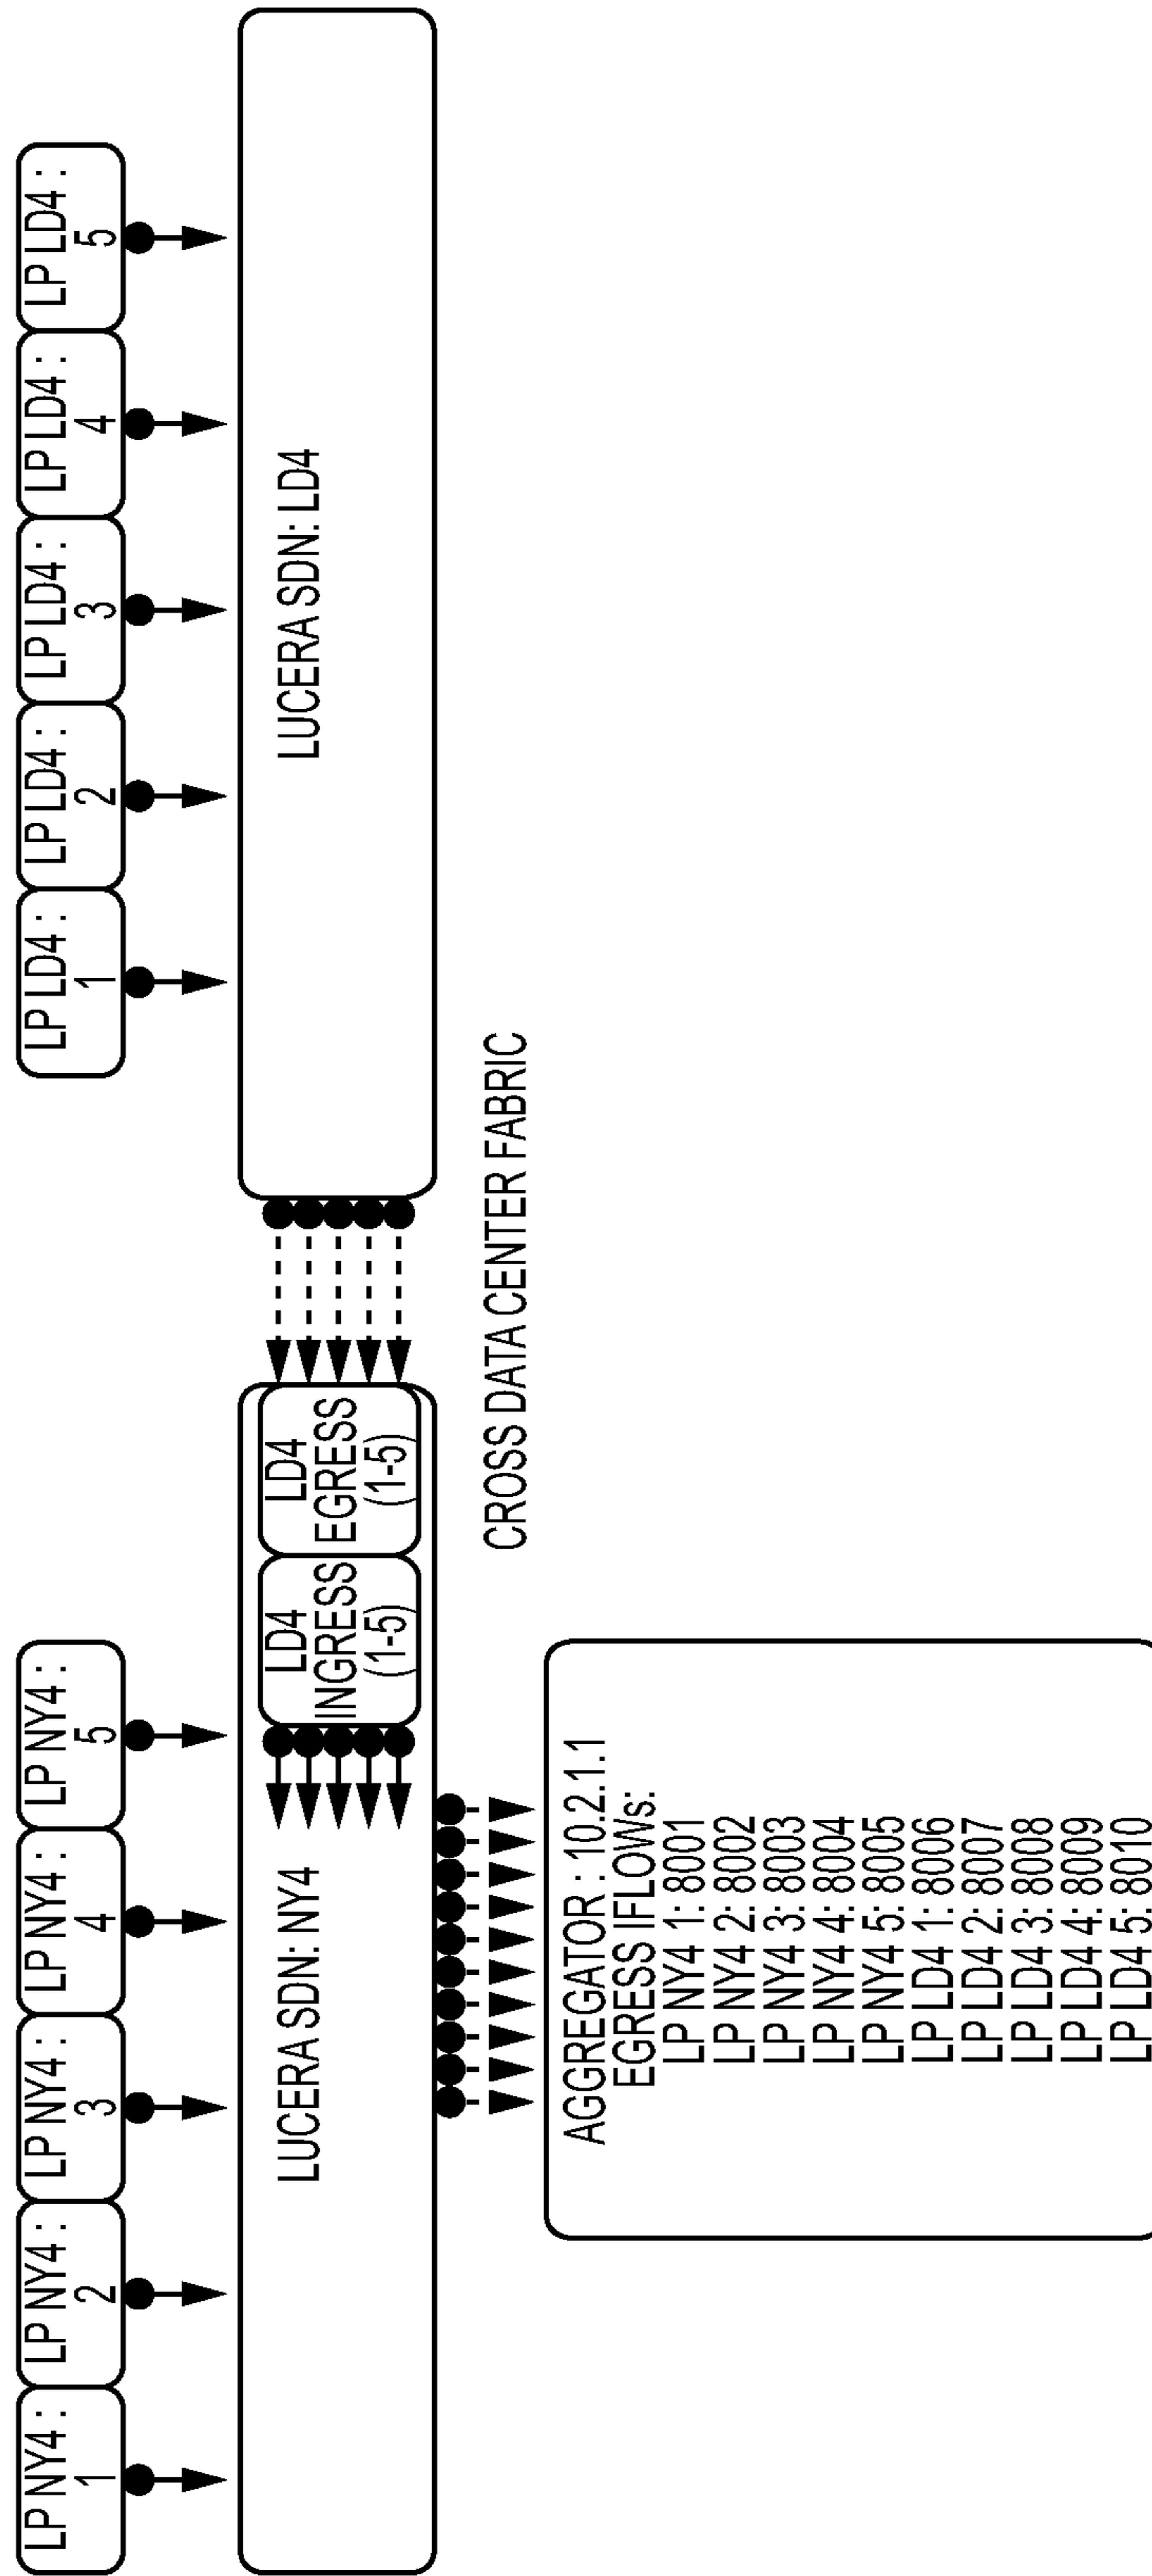 LP NY4 :
1
LP NY4 :
2
LP NY4 :
3
LP NY4 :
4
LP NY4 :
5
LP LD4 :
1
LP LD4 :
2
LP LD4 :
3
LP LD4 :
4
LP LD4 :
5
LUCERA SDN: NY4
LD4
INGRESS
(1-5)
LD4
EGRESS
(1-5)
LUCERA SDN: LD4
CROSS DATA CENTER FABRIC
AGGREGATOR : 10.2.1.1
EGRESS IFLOWs:
LP NY4 1: 8001
LP NY4 2: 8002
LP NY4 3: 8003
LP NY4 4: 8004
LP NY4 5: 8005
LP LD4 1: 8006
LP LD4 2: 8007
LP LD4 3: 8008
LP LD4 4: 8009
LP LD4 5: 8010